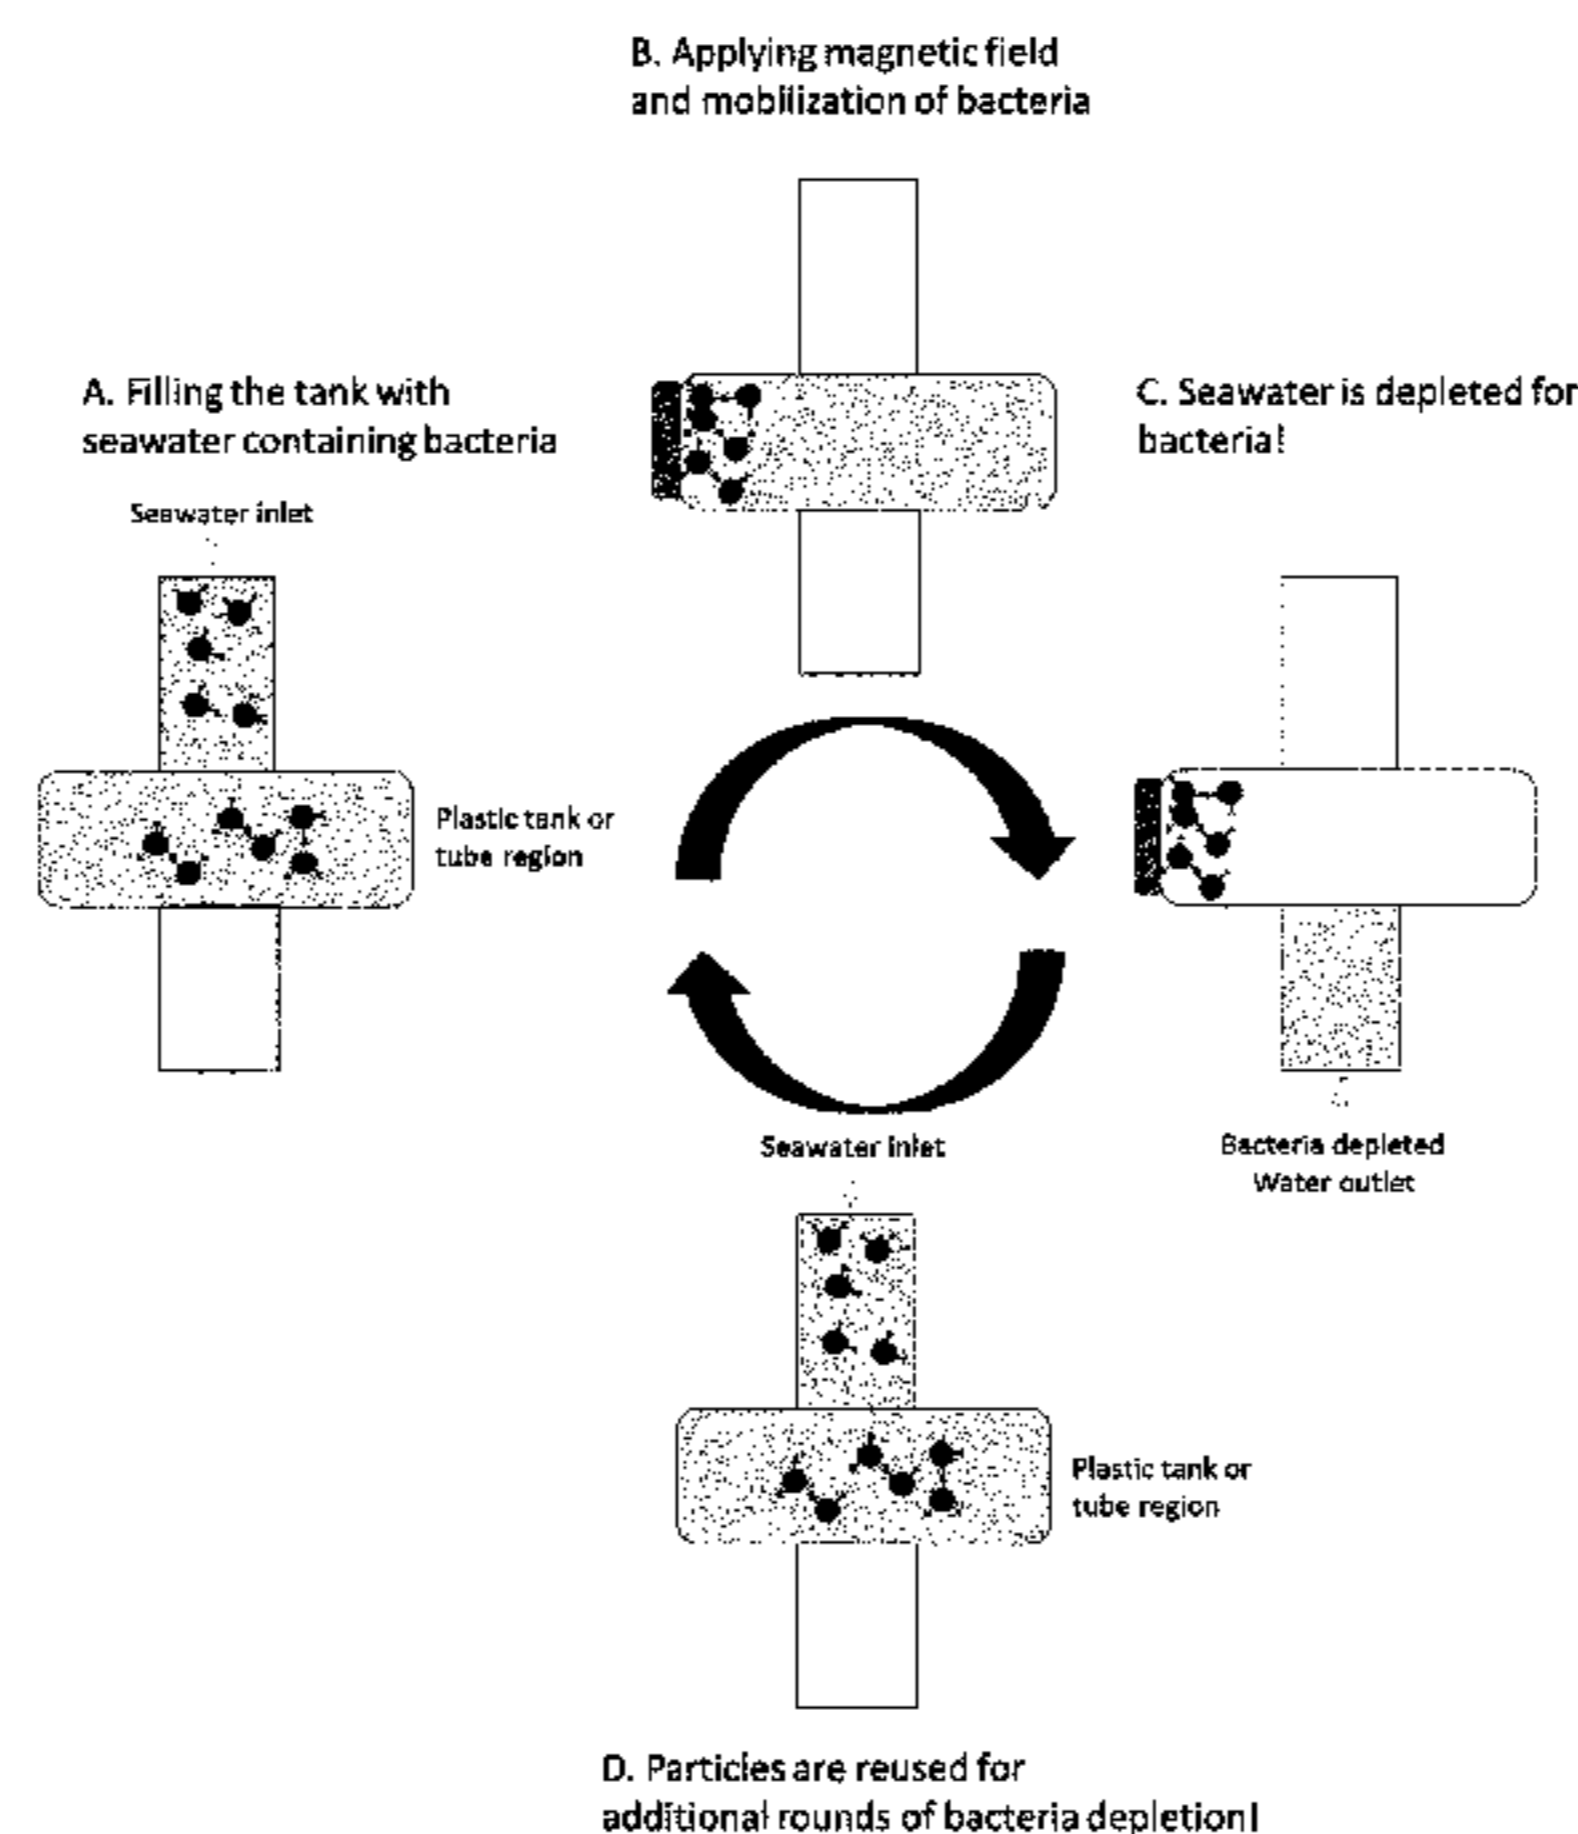 B. Applying magnetic field
and mobilization of bacteria
A. Filling the tank with
seawater containing bacteria
C. Seawater is depleted for
bacteria!
Seawater inlet
Plastic tank or
tube region
Seawater inlet
Bacteria depleted
Water outlet
Plastic tank or
tube region
D. Particles are reused for
additional rounds of bacteria depletion!